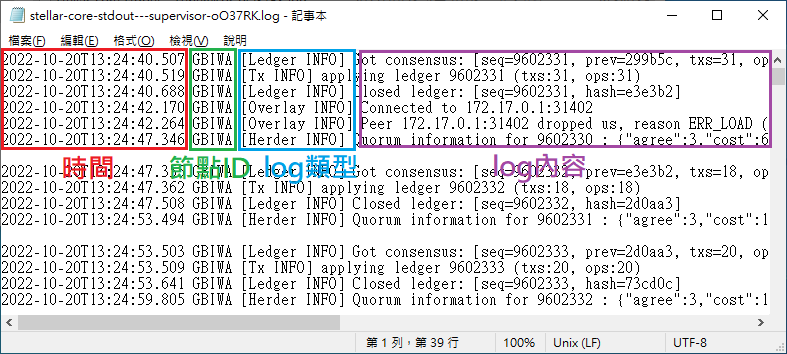 stellar-core-stdout---supervisor-oO37RK.log - 記事本
檔案(F) 編輯(E) 格式(O) 檢視(V) 說明
2022-10-20T13:24:40.507 GBIWA [Ledger INFO] Got consensus: [seq=9602331, prev=299b5c, txs=31, op
2022-10-20T13:24:40.519 GBIWA [Tx INFO] applying ledger 9602331 (txs:31, ops:31)
2022-10-20T13:24:40.688 GBIWA [Ledger INFO] Closed ledger: [seq=9602331, hash=e3e3b2]
2022-10-20T13:24:42.170 GBIWA [Overlay INFO] Connected to 172.17.0.1:31402
2022-10-20T13:24:42.264 GBIWA [Overlay INFO] Peer 172.17.0.1:31402 dropped us, reason ERR_LOAD (
2022-10-20T13:24:47.346 GBIWA [Herder INFO] Quorum information for 9602330 : {"agree":3,"cost":6
時間 節點ID log類型 log內容
GBIWA [Ledger INFO] Got consensus: [seq=9602332, prev=e3e3b2, txs=18, op
2022-10-20T13:24:47.362 GBIWA [Tx INFO] applying ledger 9602332 (txs:18, ops:18)
2022-10-20T13:24:47.508 GBIWA [Ledger INFO] Closed ledger: [seq=9602332, hash=2d0aa3]
2022-10-20T13:24:53.494 GBIWA [Herder INFO] Quorum information for 9602331 : {"agree":3,"cost":1
2022-10-20T13:24:53.503 GBIWA [Ledger INFO] Got consensus: [seq=9602333, prev=2d0aa3, txs=20, op
2022-10-20T13:24:53.509 GBIWA [Tx INFO] applying ledger 9602333 (txs:20, ops:20)
2022-10-20T13:24:53.641 GBIWA [Ledger INFO] Closed ledger: [seq=9602333, hash=73cd0c]
2022-10-20T13:24:59.805 GBIWA [Herder INFO] Quorum information for 9602332 : {"agree":3,"cost":1
第 1 列，第 39 行 100% Unix (LF) UTF-8